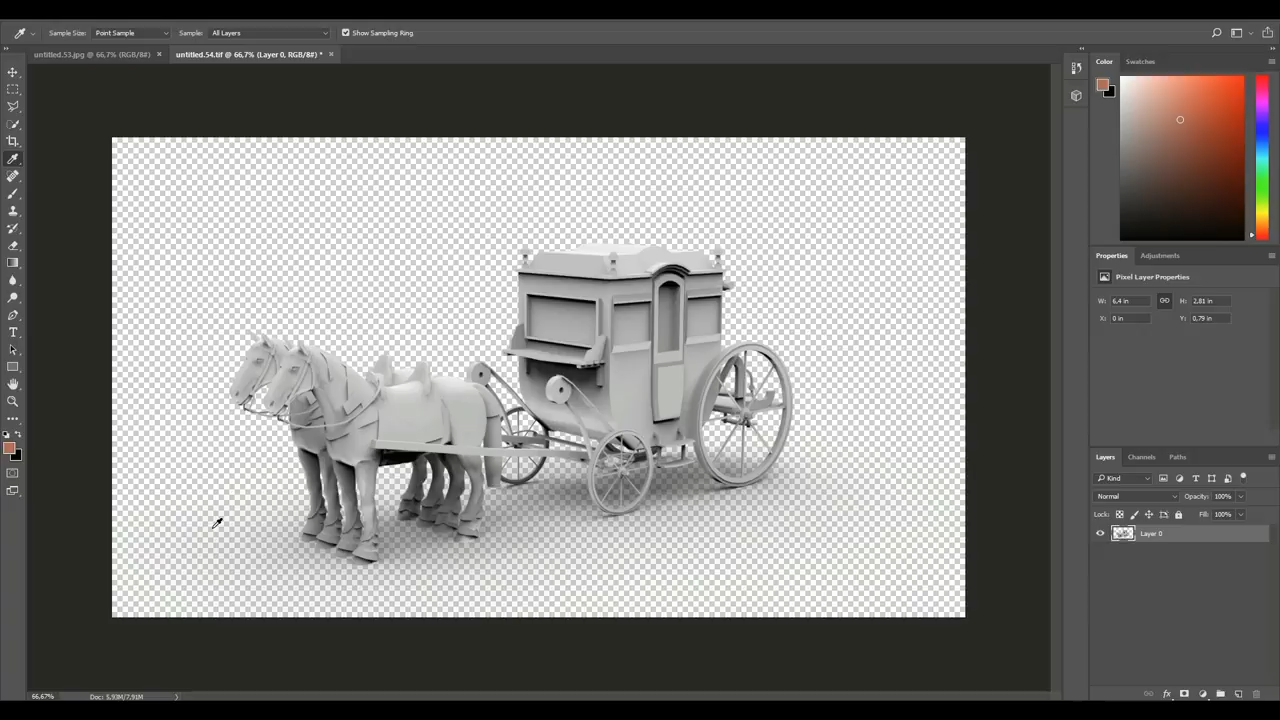 Sample Size: Point Sample Sample: All Layers Show Sampling Ring
untitled.53.jpg @ 66,7% (RGB/8#) × untitled.54.tif @ 66,7% (Layer 0, RGB/8#) * ×
Color Swatches
Properties Adjustments
Pixel Layer Properties
W: 6,4 in H: 2,81 in
X: 0 in Y: 0,79 in
Layers Channels Paths
Kind
Normal Opacity: 100%
Lock: Fill: 100%
Layer 0
fx
66,67% Doc: 5,93M/7,91M